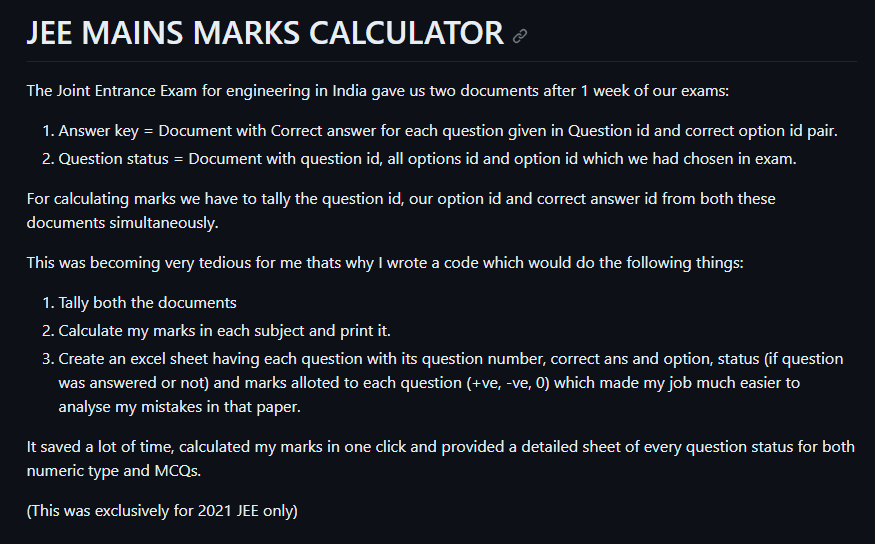 JEE MAINS MARKS CALCULATOR
The Joint Entrance Exam for engineering in India gave us two documents after 1 week of our exams:
1. Answer key = Document with Correct answer for each question given in Question id and correct option id pair.
2. Question status = Document with question id, all options id and option id which we had chosen in exam.
For calculating marks we have to tally the question id, our option id and correct answer id from both these
documents simultaneously.
This was becoming very tedious for me thats why I wrote a code which would do the following things:
1. Tally both the documents
2. Calculate my marks in each subject and print it.
3. Create an excel sheet having each question with its question number, correct ans and option, status (if question
was answered or not) and marks alloted to each question (+ve, -ve, 0) which made my job much easier to
analyse my mistakes in that paper.
It saved a lot of time, calculated my marks in one click and provided a detailed sheet of every question status for both
numeric type and MCQs.
(This was exclusively for 2021 JEE only)